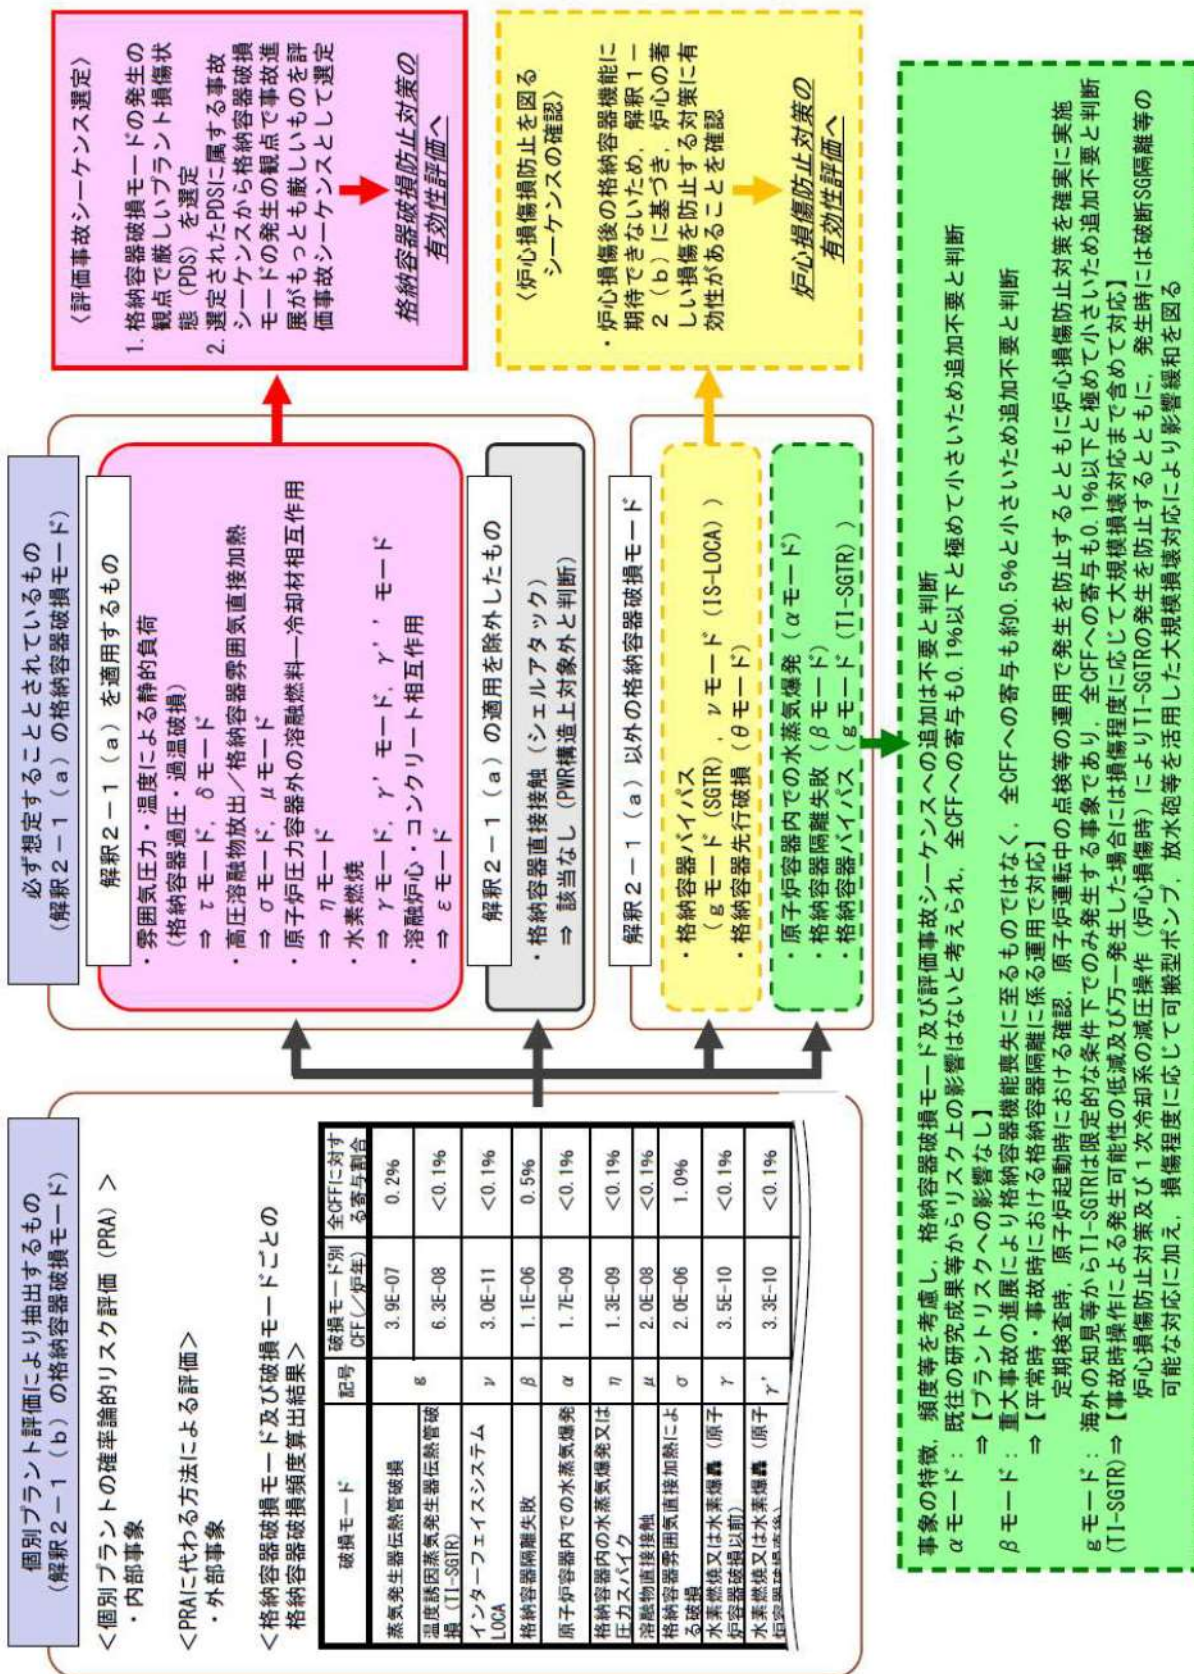 個別プラント評価により抽出するもの
(解釈2-1(b)の格納容器破損モード)
<個別プラントの確率論的リスク評価(PRA)>
・内部事象
<PRAに代わる方法による評価>
・外部事象
<格納容器破損モード及び破損モードごとの
格納容器破損頻度算出結果>
破損モード 記号 破損モード別CFF(/炉年) 全CFFに対する寄与割合
蒸気発生器伝熱管破損 g 3.9E-07 0.2%
温度誘因蒸気発生器伝熱管破損(TI-SGTR) 6.3E-08 <0.1%
インターフェイスシステムLOCA ν 3.0E-11 <0.1%
格納容器隔離失敗 β 1.1E-06 0.5%
原子炉容器内での水蒸気爆発 α 1.7E-09 <0.1%
格納容器内の水蒸気爆発又は圧力スパイク η 1.3E-09 <0.1%
溶融物直接接触 μ 2.0E-08 <0.1%
格納容器雰囲気直接加熱による破損 σ 2.0E-06 1.0%
水素燃焼又は水素爆轟(原子炉容器破損以前) γ 3.5E-10 <0.1%
水素燃焼又は水素爆轟(原子 γ' 3.3E-10 <0.1%
必ず想定することとされているもの
(解釈2-1(a)の格納容器破損モード)
解釈2-1(a)を適用するもの
・雰囲気圧力・温度による静的負荷
(格納容器過圧・過温破損)
⇒ τモード,δモード
・高圧溶融物放出/格納容器雰囲気直接加熱
⇒ σモード,μモード
・原子炉圧力容器外の溶融燃料―冷却材相互作用
⇒ ηモード
・水素燃焼
⇒ γモード,γ'モード,γ''モード
・溶融炉心・コンクリート相互作用
⇒ εモード
解釈2-1(a)の適用を除外したもの
・格納容器直接接触(シェルアタック)
⇒ 該当なし(PWR構造上対象外と判断)
解釈2-1(a)以外の格納容器破損モード
・格納容器バイパス
(gモード(SGTR),νモード(IS-LOCA))
・格納容器先行破損(θモード)
・原子炉容器内での水蒸気爆発(αモード)
・格納容器隔離失敗(βモード)
・格納容器バイパス(gモード(TI-SGTR))
〈評価事故シーケンス選定〉
1. 格納容器破損モードの発生の
観点で厳しいプラント損傷状
態(PDS)を選定
2. 選定されたPDSに属する事故
シーケンスから格納容器破損
モードの発生の観点で事故進
展がもっとも厳しいものを評
価事故シーケンスとして選定
格納容器破損防止対策の
有効性評価へ
〈炉心損傷防止を図る
シーケンスの確認〉
・炉心損傷後の格納容器機能に
期待できないため,解釈1-
2(b)に基づき,炉心の著
しい損傷を防止する対策に有
効性があることを確認
炉心損傷防止対策の
有効性評価へ
事象の特徴,頻度等を考慮し,格納容器破損モード及び評価事故シーケンスへの追加は不要と判断
αモード: 既往の研究成果等からリスク上の影響はないと考えられ,全CFFへの寄与も0.1%以下と極めて小さいため追加不要と判断
⇒【プラントリスクへの影響なし】
βモード: 重大事故の進展により格納容器機能喪失に至るものではなく,全CFFへの寄与も約0.5%と小さいため追加不要と判断
⇒【平常時・事故時における格納容器隔離に係る運用で対応】
定期検査時,原子炉起動時における確認,原子炉運転中の点検等の運用で発生を防止するとともに炉心損傷防止対策を確実に実施
gモード: 海外の知見等からTI-SGTRは限定的な条件下でのみ発生する事象であり,全CFFへの寄与も0.1%以下と極めて小さいため追加不要と判断
(TI-SGTR)⇒【事故時操作による発生可能性の低減及び万一発生した場合には損傷程度に応じて大規模損壊対応まで含めて対応】
炉心損傷防止対策及び1次冷却系の減圧操作(炉心損傷時)によりTI-SGTRの発生を防止するとともに,発生時には破断SG隔離等の
可能な対応に加え,損傷程度に応じて可搬型ポンプ,放水砲等を活用した大規模損壊対応により影響緩和を図る